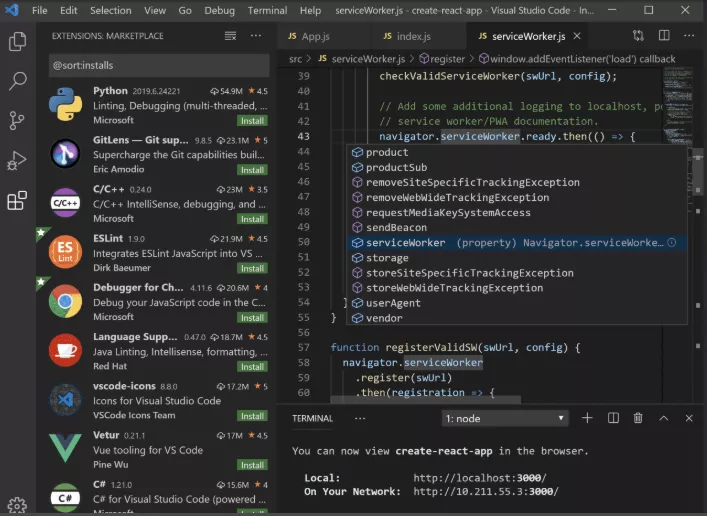 File Edit Selection View Go Debug Terminal Help serviceWorker.js - create-react-app - Visual Studio Code - In...
EXTENSIONS: MARKETPLACE
@sort:installs
Python 2019.6.24221 54.9M 4.5
Linting, Debugging (multi-threaded, ...
Microsoft Install
GitLens — Git sup... 9.8.5 23.1M 5
Supercharge the Git capabilities buil...
Eric Amodio Install
C/C++
C/C++ 0.24.0 23M 3.5
C/C++ IntelliSense, debugging, and ...
Microsoft Install
ES
Lint
ESLint 1.9.0 21.9M 4.5
Integrates ESLint JavaScript into VS ...
Dirk Baeumer Install
Debugger for Ch... 4.11.6 20.6M 4
Debug your JavaScript code in the C...
Microsoft Install
Language Supp... 0.47.0 18.7M 4.5
Java Linting, Intellisense, formatting, ...
Red Hat Install
vscode-icons 8.8.0 17.2M 5
Icons for Visual Studio Code
VSCode Icons Team Install
Vetur 0.21.1 17M 4.5
Vue tooling for VS Code
Pine Wu Install
C#
C# 1.21.0 15.6M 4
C# for Visual Studio Code (powered ...
Microsoft Install
App.js index.js serviceWorker.js
src > serviceWorker.js > register > window.addEventListener('load') callback
39 checkValidServiceWorker(swUrl, config);
40
41 // Add some additional logging to localhost, p
42 // service worker/PWA documentation.
43 navigator.serviceWorker.ready.then(() => {
44 product
45 productSub
46 removeSiteSpecificTrackingException
47 removeWebWideTrackingException
48 requestMediaKeySystemAccess
49 sendBeacon
50 serviceWorker (property) Navigator.serviceWorke...
51 storage
52 storeSiteSpecificTrackingException
53 storeWebWideTrackingException
54 } userAgent
55 } vendor
56
57 function registerValidSW(swUrl, config) {
58 navigator.serviceWorker
59 .register(swUrl)
60 .then(registration => {
TERMINAL ... 1: node
You can now view create-react-app in the browser.
Local: http://localhost:3000/
On Your Network: http://10.211.55.3:3000/